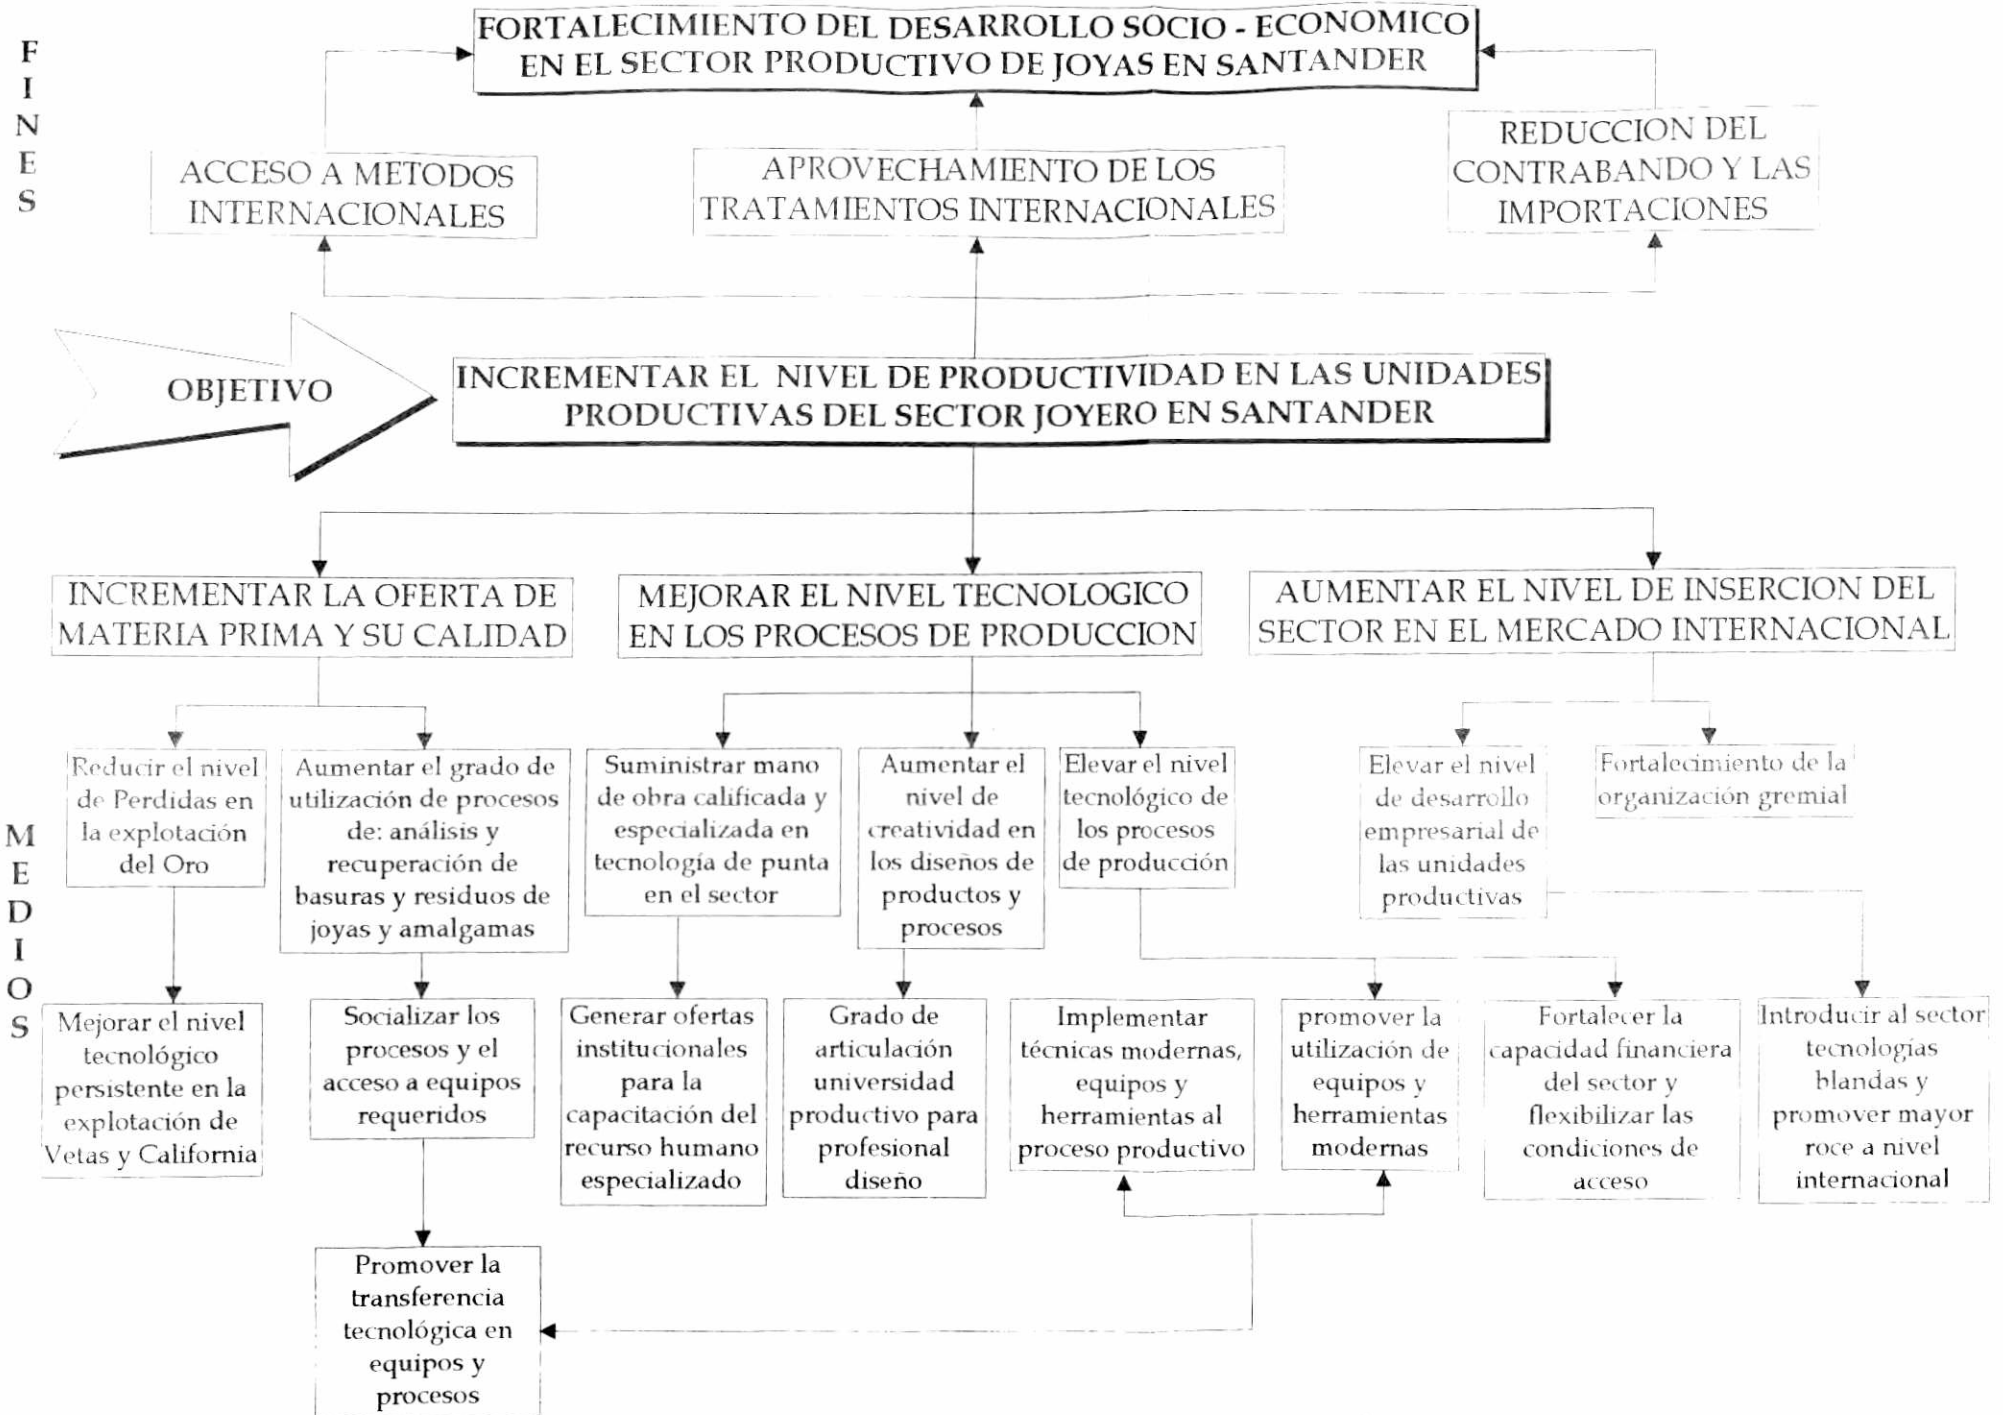 FINES
FORTALECIMIENTO DEL DESARROLLO SOCIO - ECONOMICO
EN EL SECTOR PRODUCTIVO DE JOYAS EN SANTANDER
ACCESO A METODOS
INTERNACIONALES
APROVECHAMIENTO DE LOS
TRATAMIENTOS INTERNACIONALES
REDUCCION DEL
CONTRABANDO Y LAS
IMPORTACIONES
OBJETIVO
INCREMENTAR EL NIVEL DE PRODUCTIVIDAD EN LAS UNIDADES
PRODUCTIVAS DEL SECTOR JOYERO EN SANTANDER
INCREMENTAR LA OFERTA DE
MATERIA PRIMA Y SU CALIDAD
MEJORAR EL NIVEL TECNOLOGICO
EN LOS PROCESOS DE PRODUCCION
AUMENTAR EL NIVEL DE INSERCION DEL
SECTOR EN EL MERCADO INTERNACIONAL
MEDIOS
Reducir el nivel
de Perdidas en
la explotación
del Oro
Aumentar el grado de
utilización de procesos
de: análisis y
recuperación de
basuras y residuos de
joyas y amalgamas
Suministrar mano
de obra calificada y
especializada en
tecnología de punta
en el sector
Aumentar el
nivel de
creatividad en
los diseños de
productos y
procesos
Elevar el nivel
tecnológico de
los procesos
de producción
Elevar el nivel
de desarrollo
empresarial de
las unidades
productivas
Fortalecimiento de la
organización gremial
Mejorar el nivel
tecnológico
persistente en la
explotación de
Vetas y California
Socializar los
procesos y el
acceso a equipos
requeridos
Generar ofertas
institucionales
para la
capacitación del
recurso humano
especializado
Grado de
articulación
universidad
productivo para
profesional
diseño
Implementar
técnicas modernas,
equipos y
herramientas al
proceso productivo
promover la
utilización de
equipos y
herramientas
modernas
Fortalecer la
capacidad financiera
del sector y
flexibilizar las
condiciones de
acceso
Introducir al sector
tecnologías
blandas y
promover mayor
roce a nivel
internacional
Promover la
transferencia
tecnológica en
equipos y
procesos